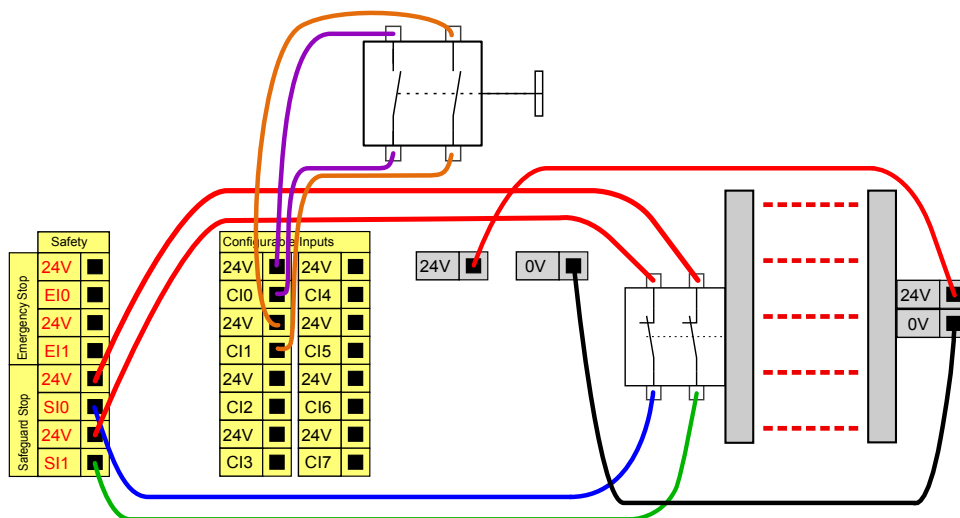 Safety
Emergency Stop
24V
EI0
24V
EI1
Safeguard Stop
24V
SI0
24V
SI1
Configurable Inputs
24V 24V
CI0 CI4
24V 24V
CI1 CI5
24V 24V
CI2 CI6
24V 24V
CI3 CI7
24V
0V
24V
0V